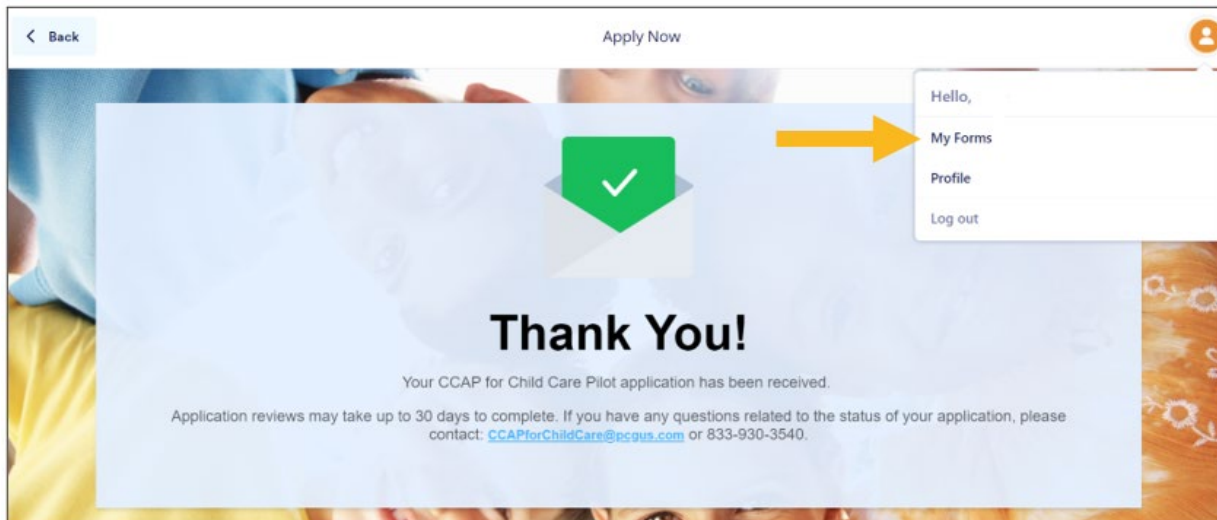 Back
Apply Now
Hello,
My Forms
Profile
Log out
Thank You!
Your CCAP for Child Care Pilot application has been received.
Application reviews may take up to 30 days to complete. If you have any questions related to the status of your application, please
contact: CCAPforChildCare@pcgus.com or 833-930-3540.